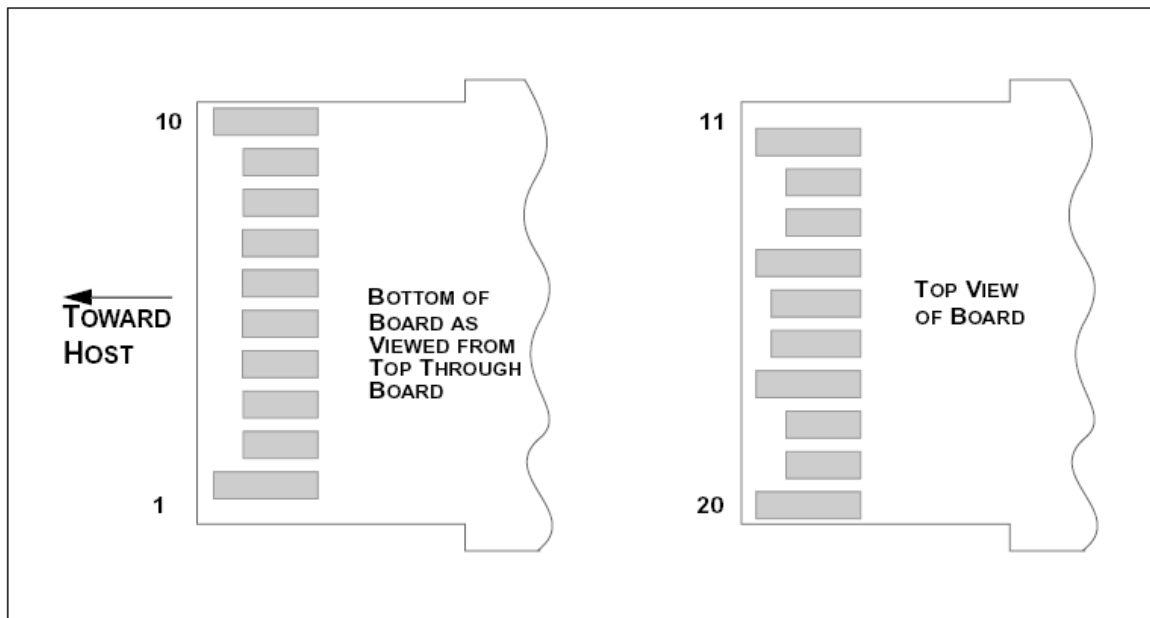 10
11
TOWARD
HOST
BOTTOM OF
BOARD AS
VIEWED FROM
TOP THROUGH
BOARD
TOP VIEW
OF BOARD
1
20